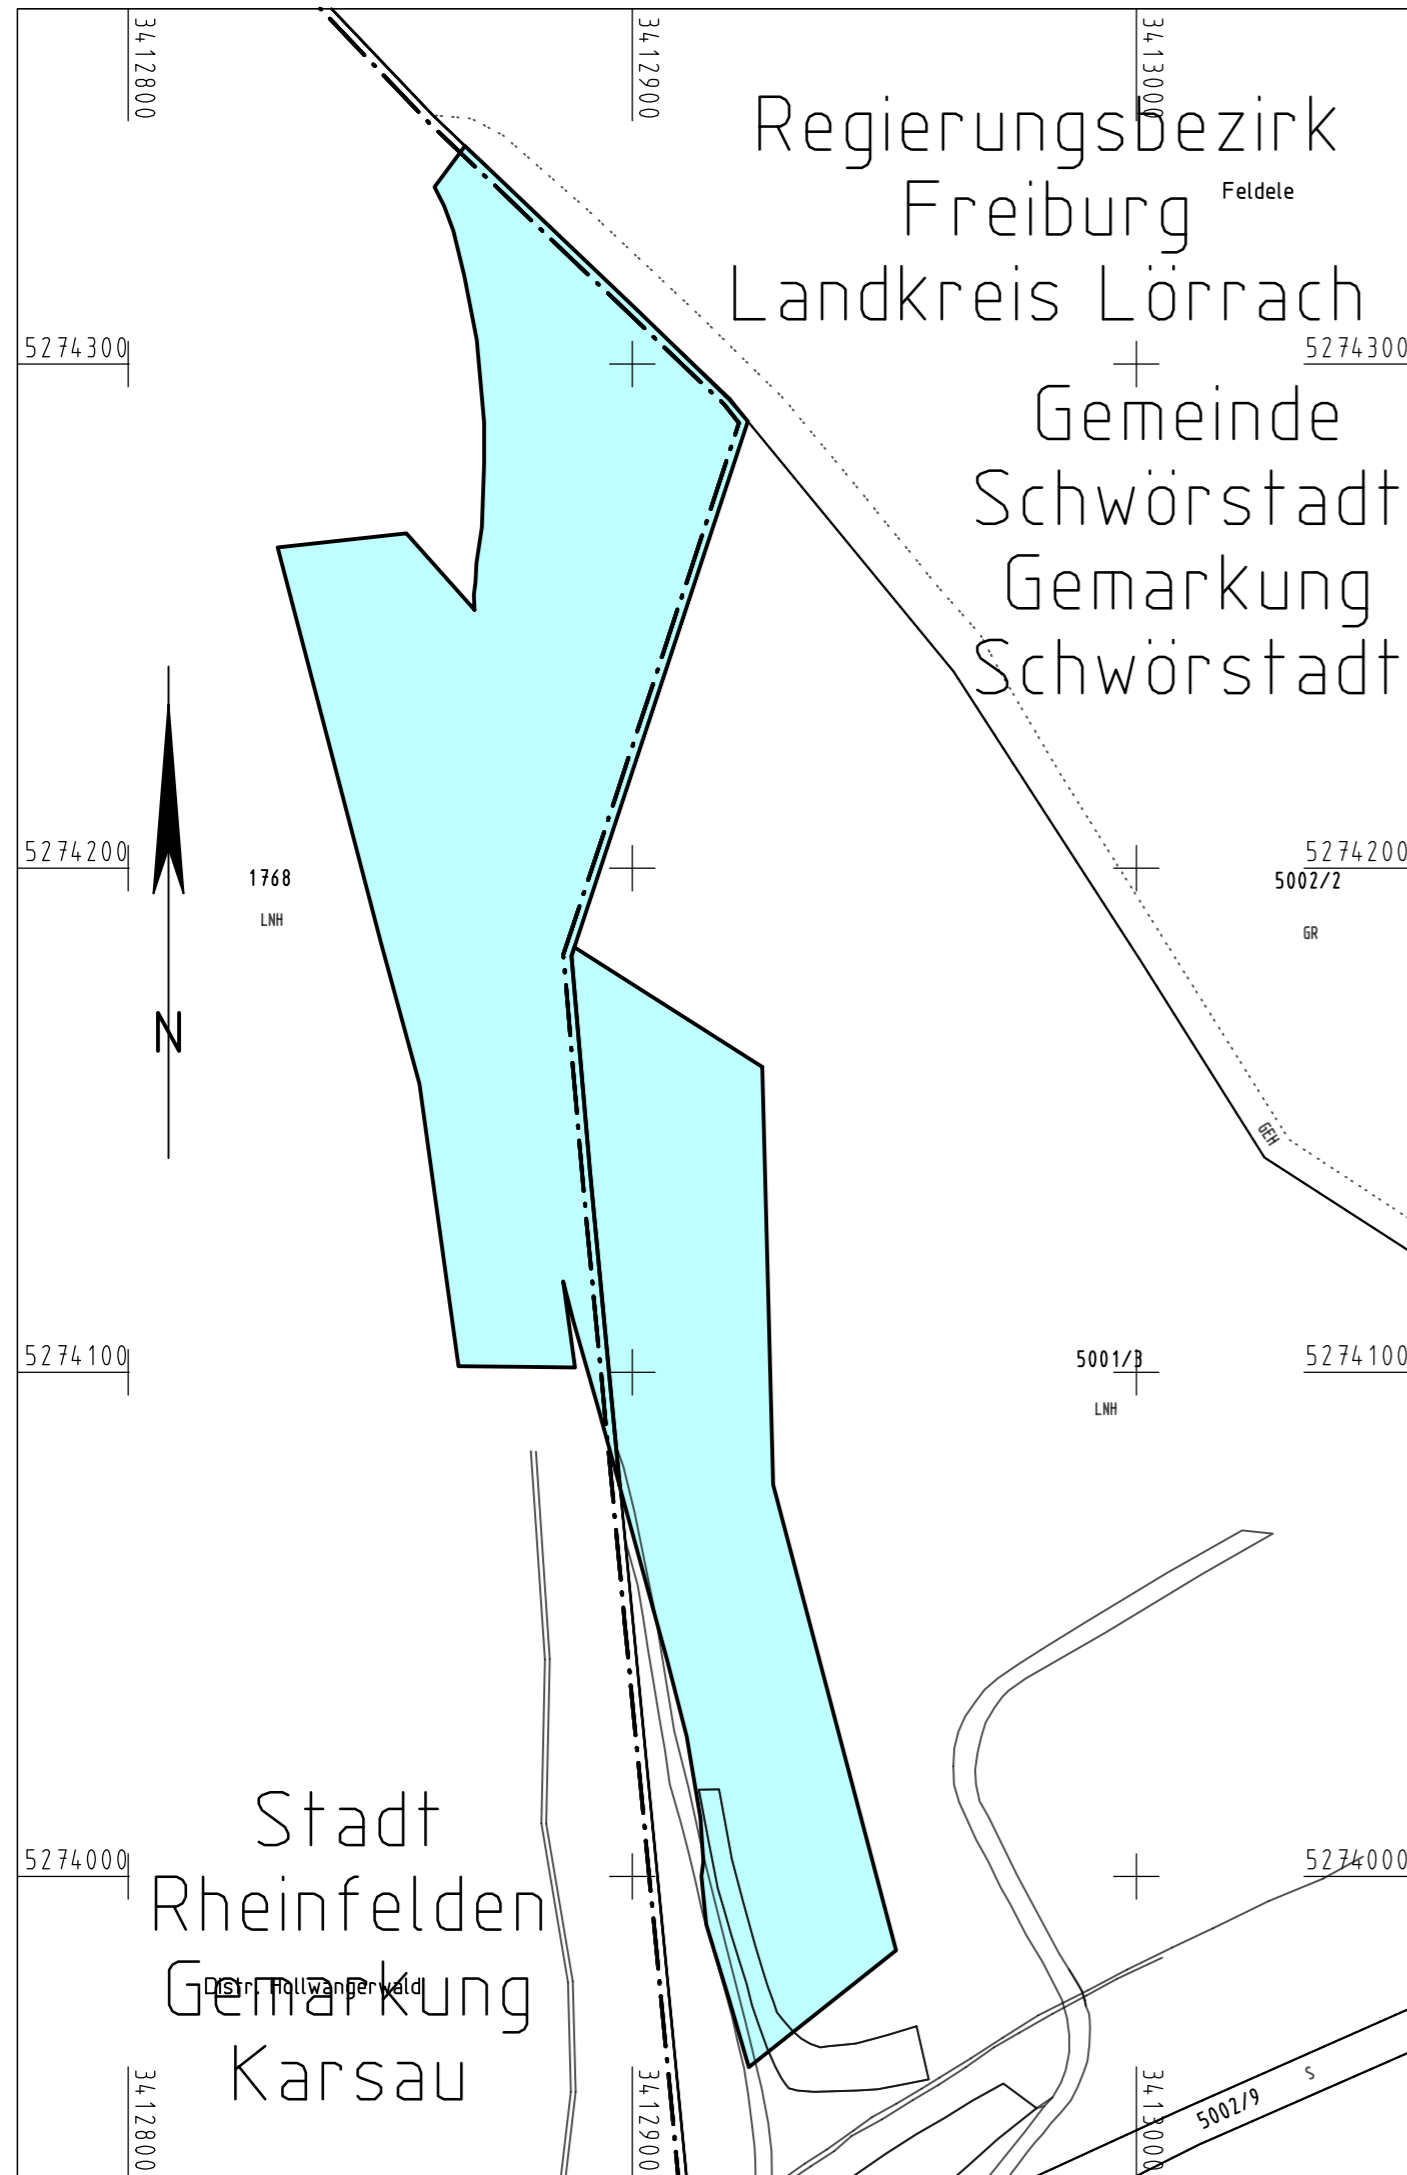 3412800
3412900
3413000
Regierungsbezirk
Freiburg
Feldele
Landkreis Lörrach
5274300
5274300
Gemeinde
Schwörstadt
Gemarkung
Schwörstadt
5274200
5274200
1768
5002/2
LNH
GR
N
GEH
5274100
5001/3
5274100
LNH
Stadt
5274000
5274000
Rheinfelden
Gemarkung
Distr. Hollwangerwald
Karsau
S
5002/9
3412800
3412900
3413000